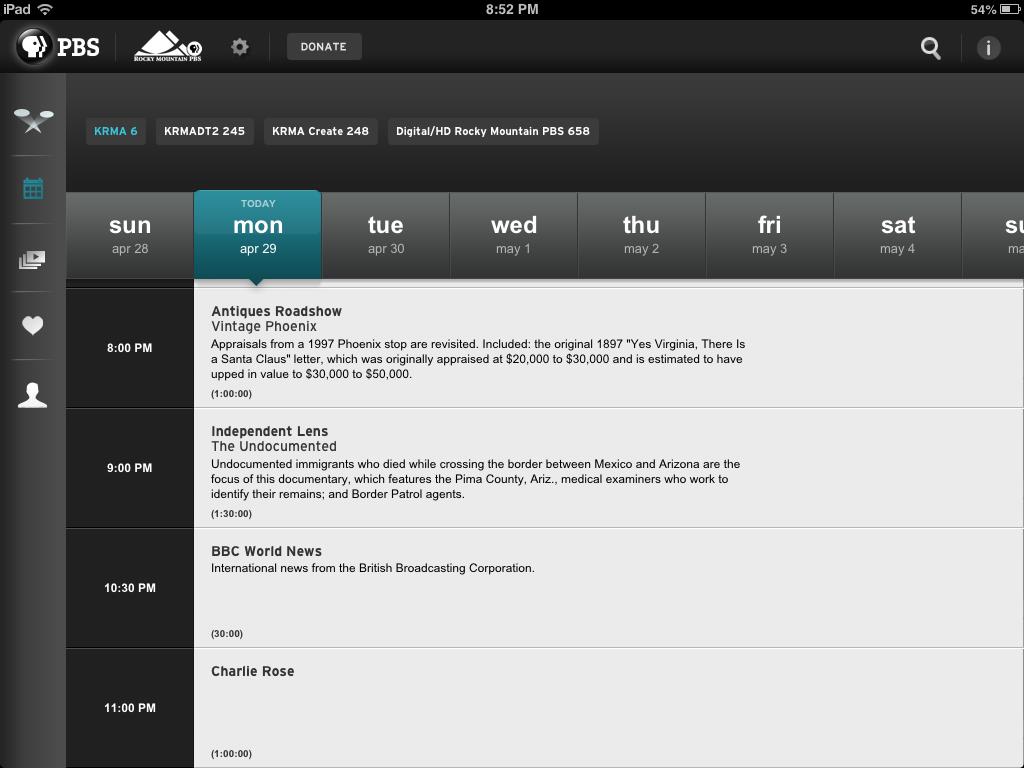 iPad 8:52 PM 54%
PBS ROCKY MOUNTAIN PBS DONATE i
KRMA 6 KRMADT2 245 KRMA Create 248 Digital/HD Rocky Mountain PBS 658
TODAY
sun mon tue wed thu fri sat su
apr 28 apr 29 apr 30 may 1 may 2 may 3 may 4 ma
8:00 PM
Antiques Roadshow
Vintage Phoenix
Appraisals from a 1997 Phoenix stop are revisited. Included: the original 1897 "Yes Virginia, There Is
a Santa Claus" letter, which was originally appraised at $20,000 to $30,000 and is estimated to have
upped in value to $30,000 to $50,000.
(1:00:00)
9:00 PM
Independent Lens
The Undocumented
Undocumented immigrants who died while crossing the border between Mexico and Arizona are the
focus of this documentary, which features the Pima County, Ariz., medical examiners who work to
identify their remains; and Border Patrol agents.
(1:30:00)
10:30 PM
BBC World News
International news from the British Broadcasting Corporation.
(30:00)
11:00 PM
Charlie Rose
(1:00:00)